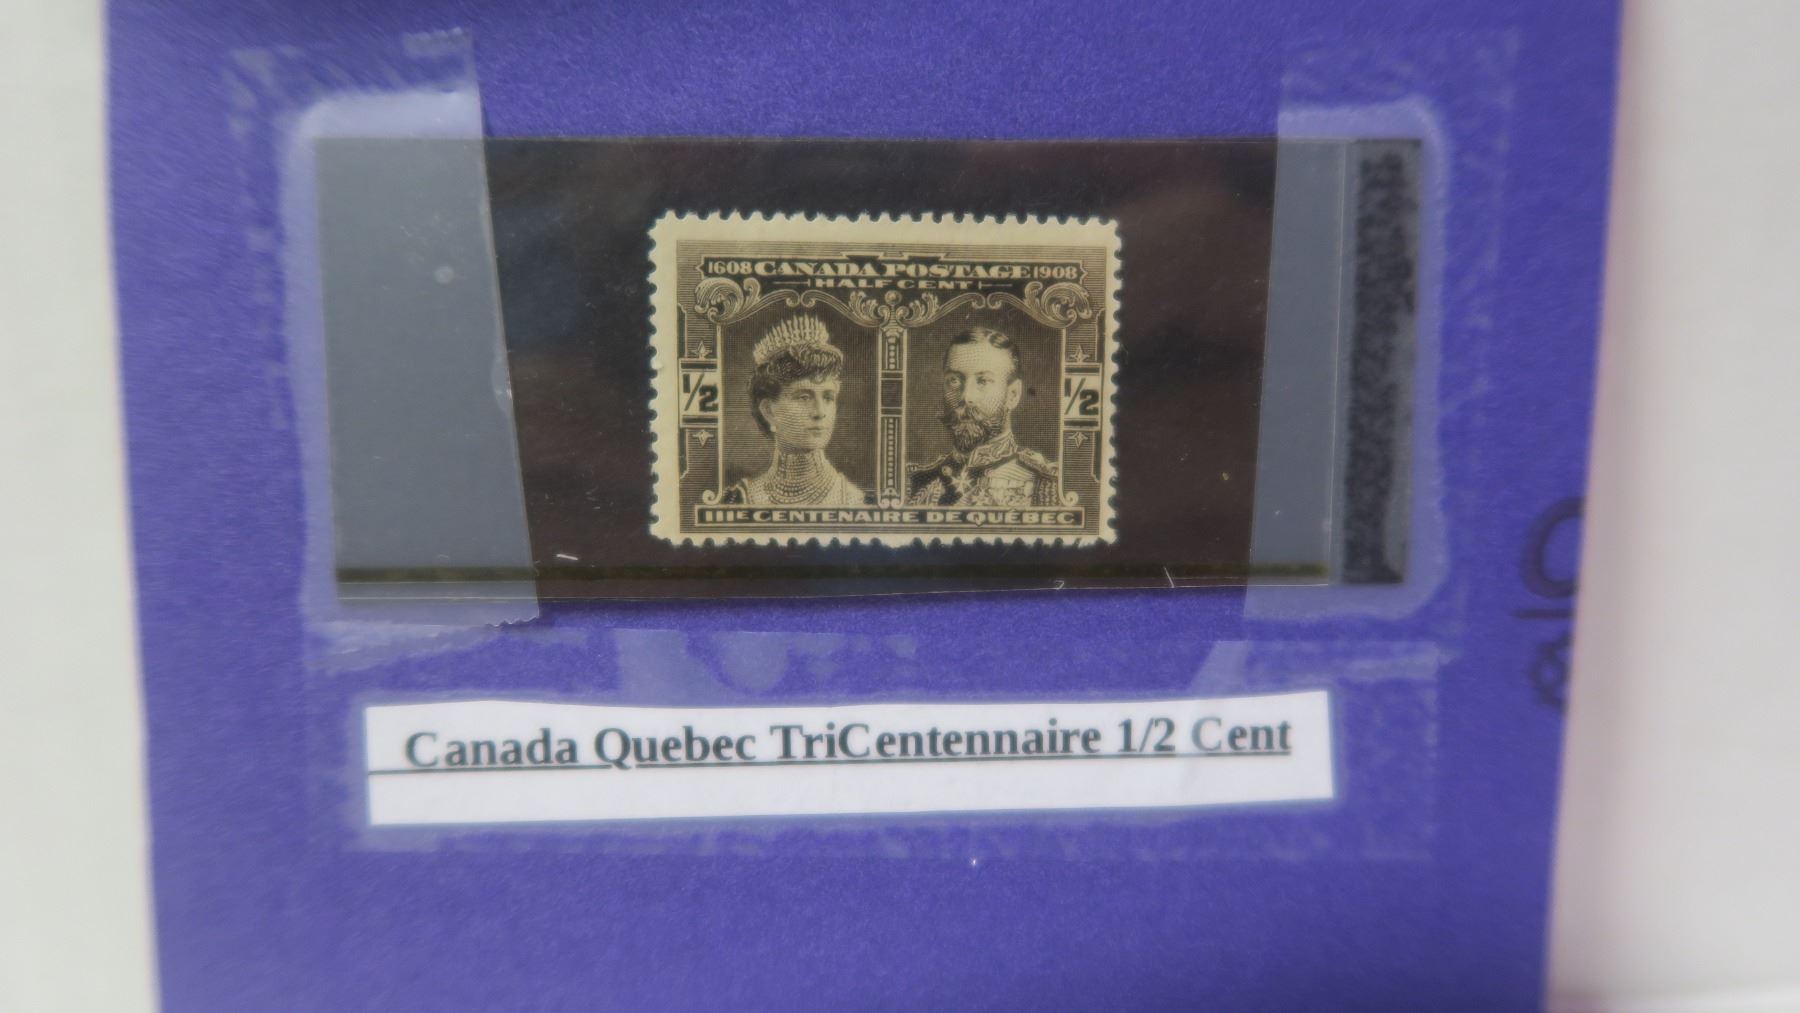 1608 CANADA POSTAGE 1908
HALF CENT
1/2 1/2
IIIE CENTENAIRE DE QUÉBEC
Canada Quebec TriCentennaire 1/2 Cent